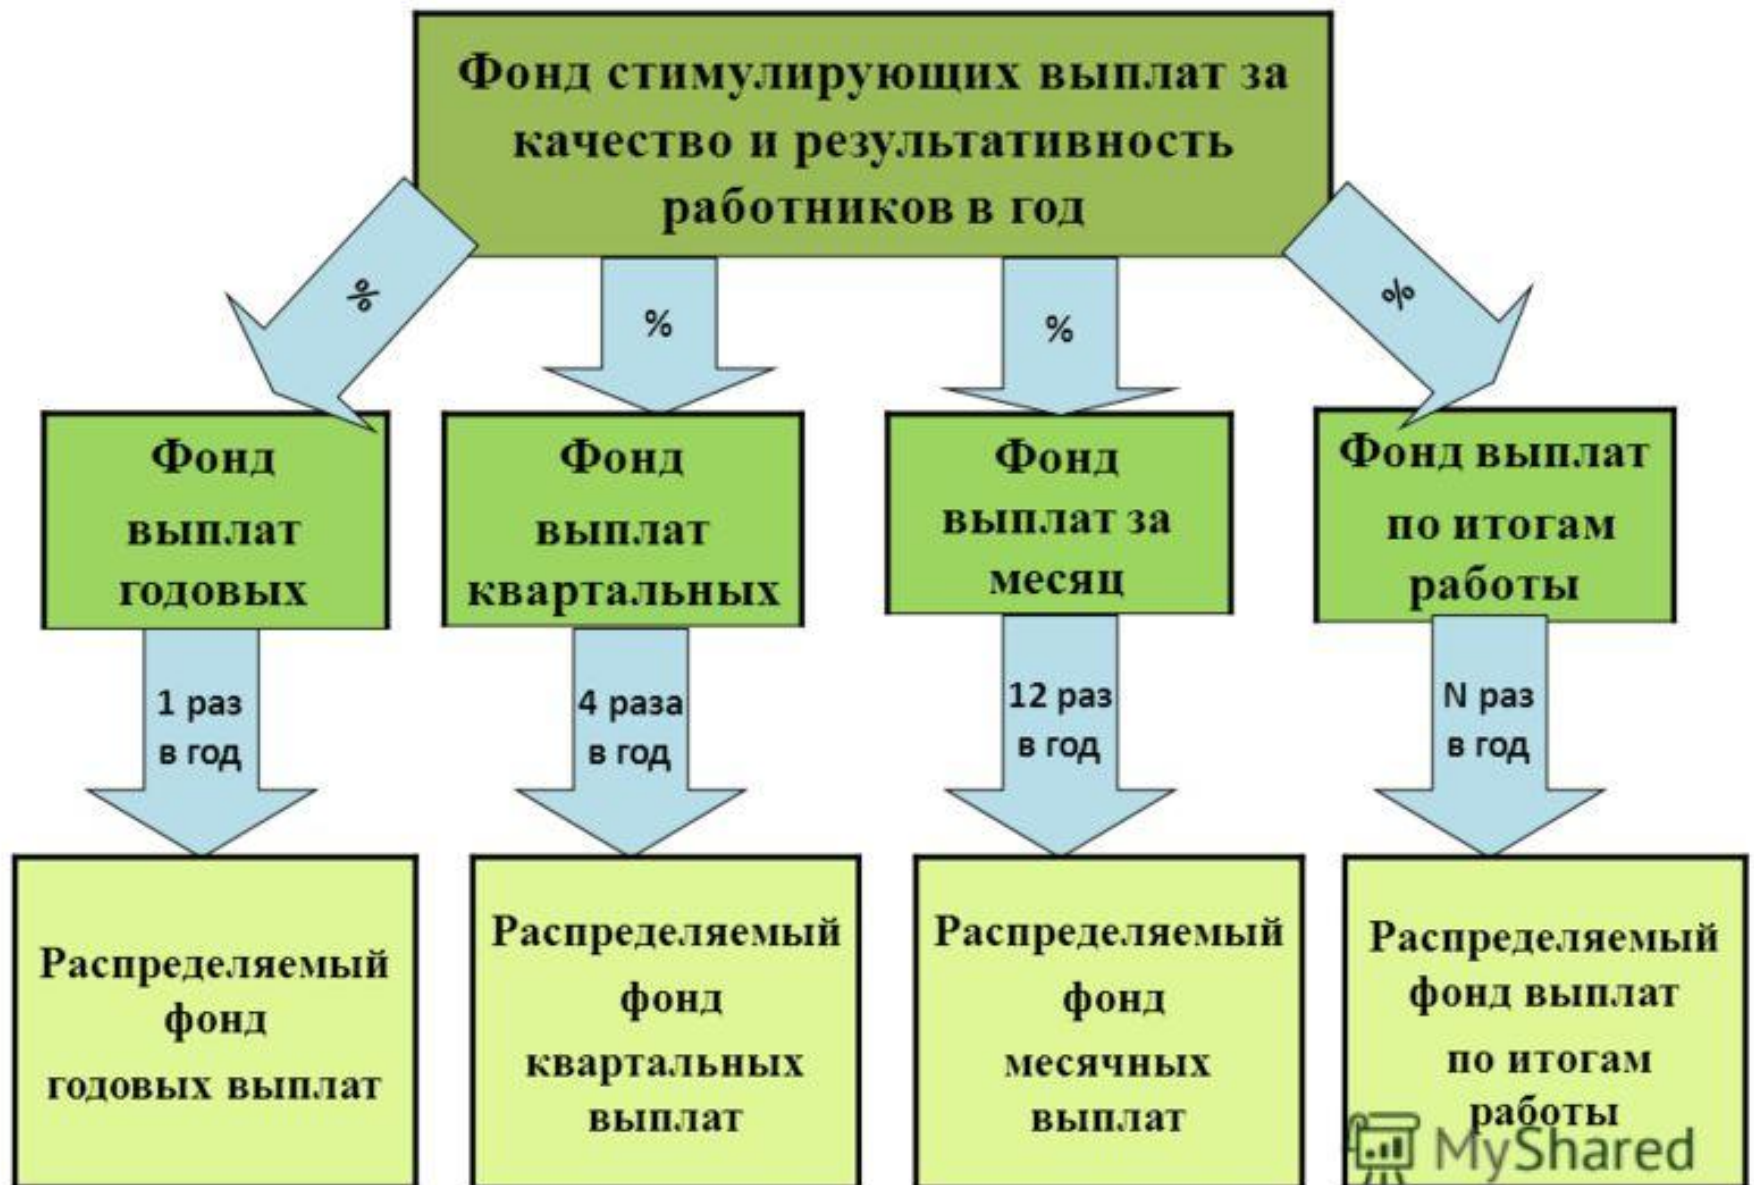 Фонд стимулирующих выплат за
качество и результативность
работников в год
%
%
%
%
Фонд
выплат
годовых
Фонд
выплат
квартальных
Фонд
выплат за
месяц
Фонд выплат
по итогам
работы
1 раз
в год
4 раза
в год
12 раз
в год
N раз
в год
Распределяемый
фонд
годовых выплат
Распределяемый
фонд
квартальных
выплат
Распределяемый
фонд
месячных
выплат
Распределяемый
фонд выплат
по итогам
работы
MyShared